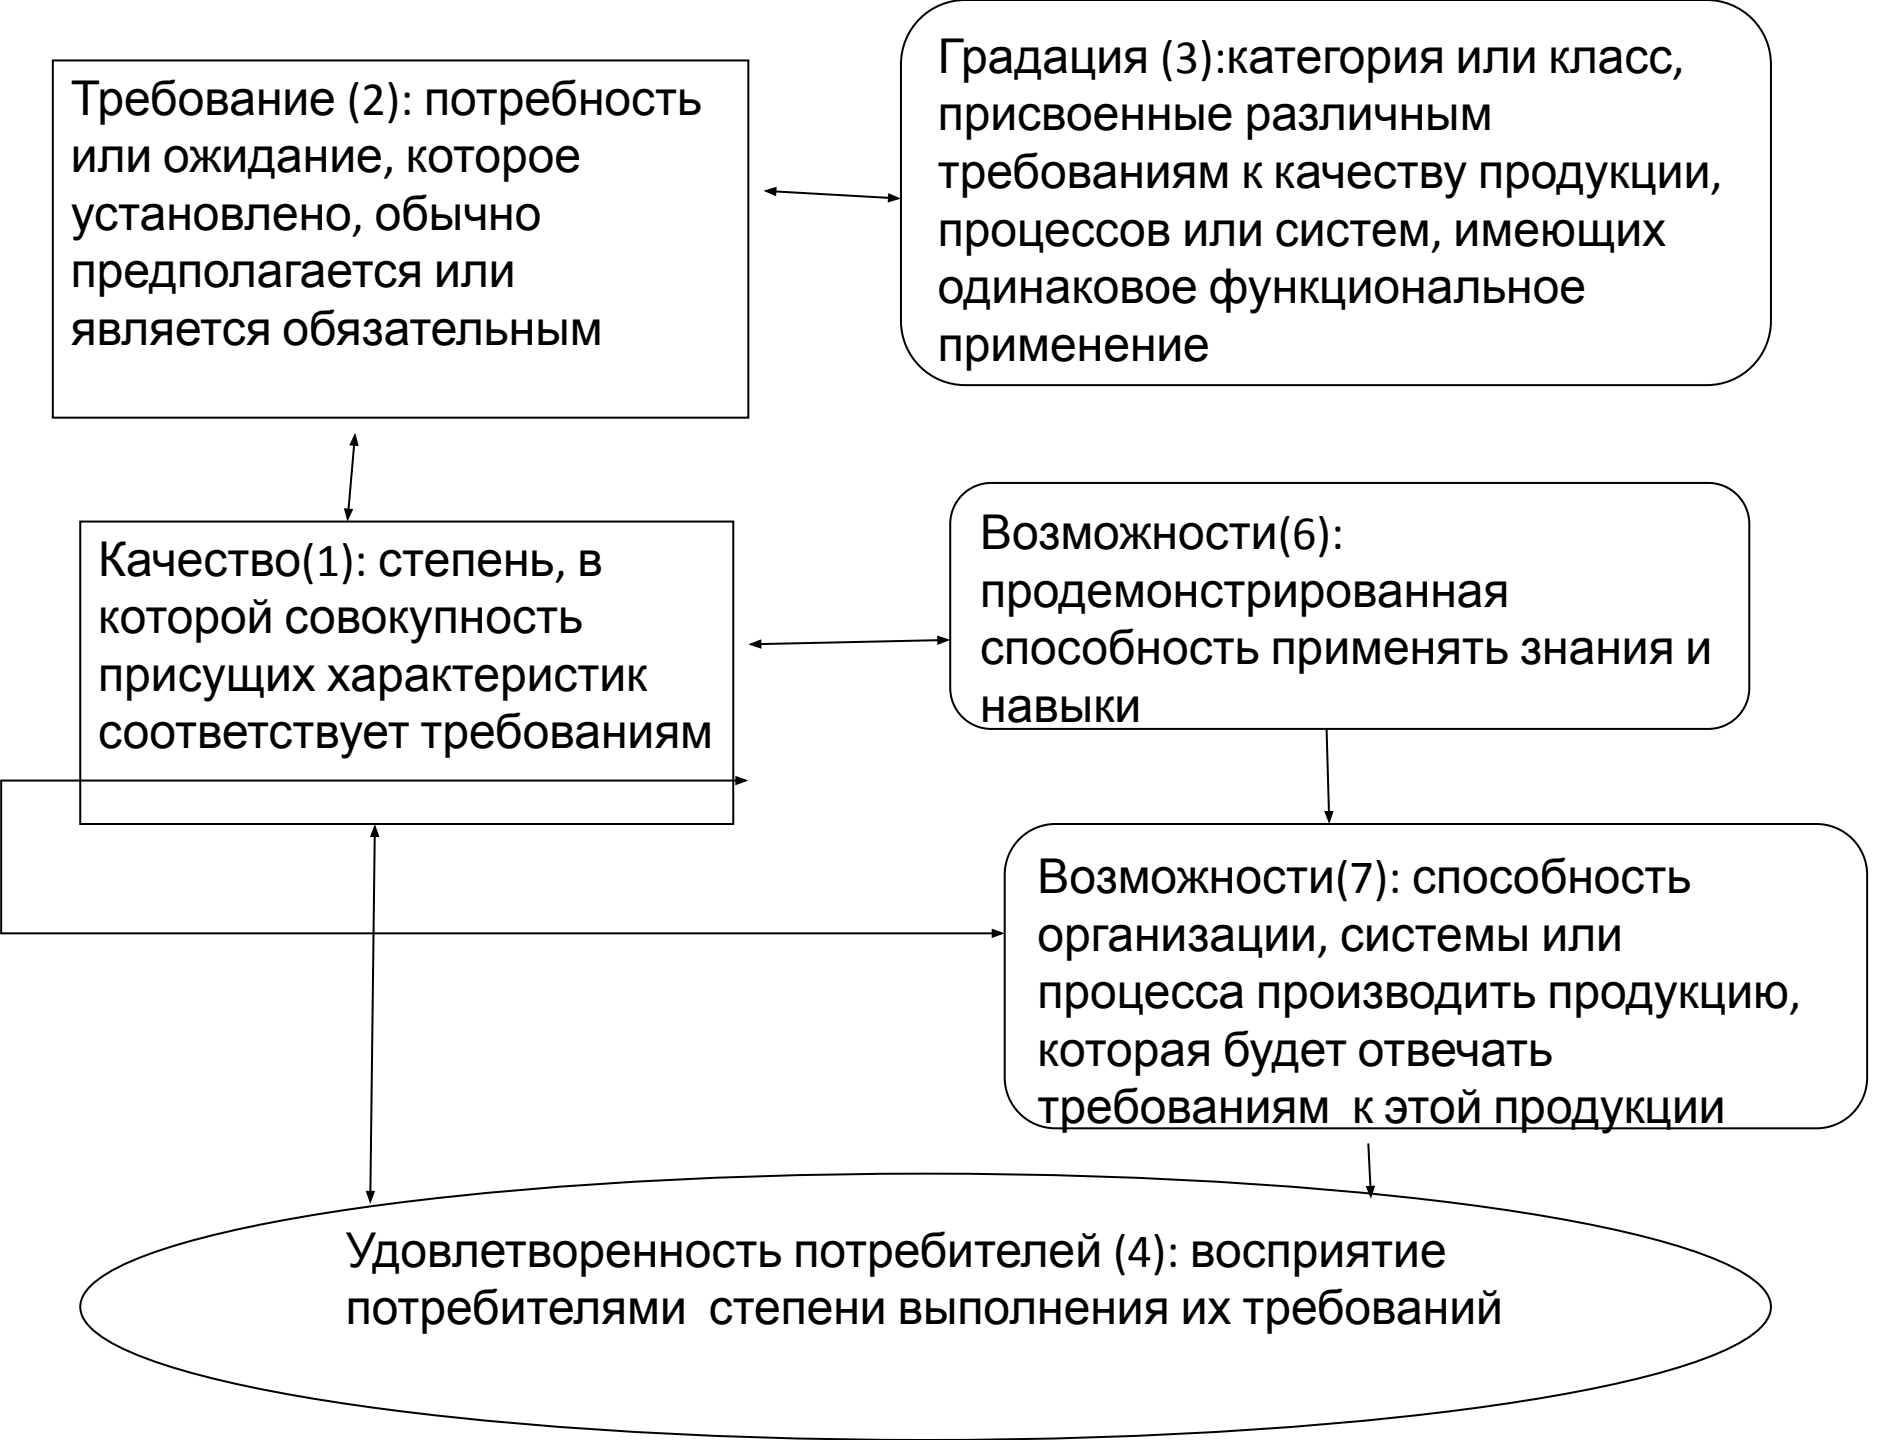 Требование (2): потребность
или ожидание, которое
установлено, обычно
предполагается или
является обязательным
Градация (3):категория или класс,
присвоенные различным
требованиям к качеству продукции,
процессов или систем, имеющих
одинаковое функциональное
применение
Качество(1): степень, в
которой совокупность
присущих характеристик
соответствует требованиям
Возможности(6):
продемонстрированная
способность применять знания и
навыки
Возможности(7): способность
организации, системы или
процесса производить продукцию,
которая будет отвечать
требованиям  к этой продукции
Удовлетворенность потребителей (4): восприятие
потребителями  степени выполнения их требований